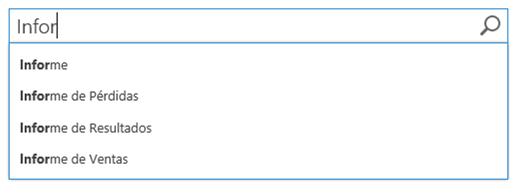 Infor
Informe
Informe de Pérdidas
Informe de Resultados
Informe de Ventas